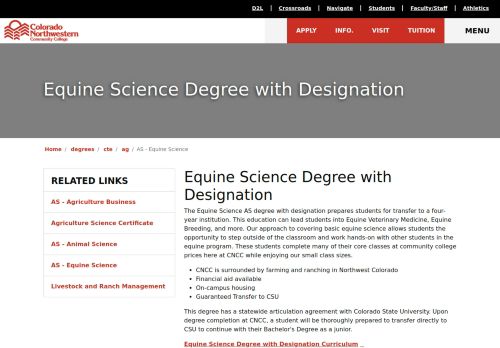 D2L | Crossroads | Navigate | Students | Faculty/Staff | Athletics
Colorado
Northwestern
Community College
APPLY INFO. VISIT TUITION MENU
Equine Science Degree with Designation
Home / degrees / cte / ag / AS - Equine Science
RELATED LINKS
AS - Agriculture Business
Agriculture Science Certificate
AS - Animal Science
AS - Equine Science
Livestock and Ranch Management
Equine Science Degree with
Designation
The Equine Science AS degree with designation prepares students for transfer to a four-
year institution. This education can lead students into Equine Veterinary Medicine, Equine
Breeding, and more. Our approach to covering basic equine science allows students the
opportunity to step outside of the classroom and work hands-on with other students in the
equine program. These students complete many of their core classes at community college
prices here at CNCC while enjoying our small class sizes.
• CNCC is surrounded by farming and ranching in Northwest Colorado
• Financial aid available
• On-campus housing
• Guaranteed Transfer to CSU
This degree has a statewide articulation agreement with Colorado State University. Upon
degree completion at CNCC, a student will be thoroughly prepared to transfer directly to
CSU to continue with their Bachelor's Degree as a junior.
Equine Science Degree with Designation Curriculum